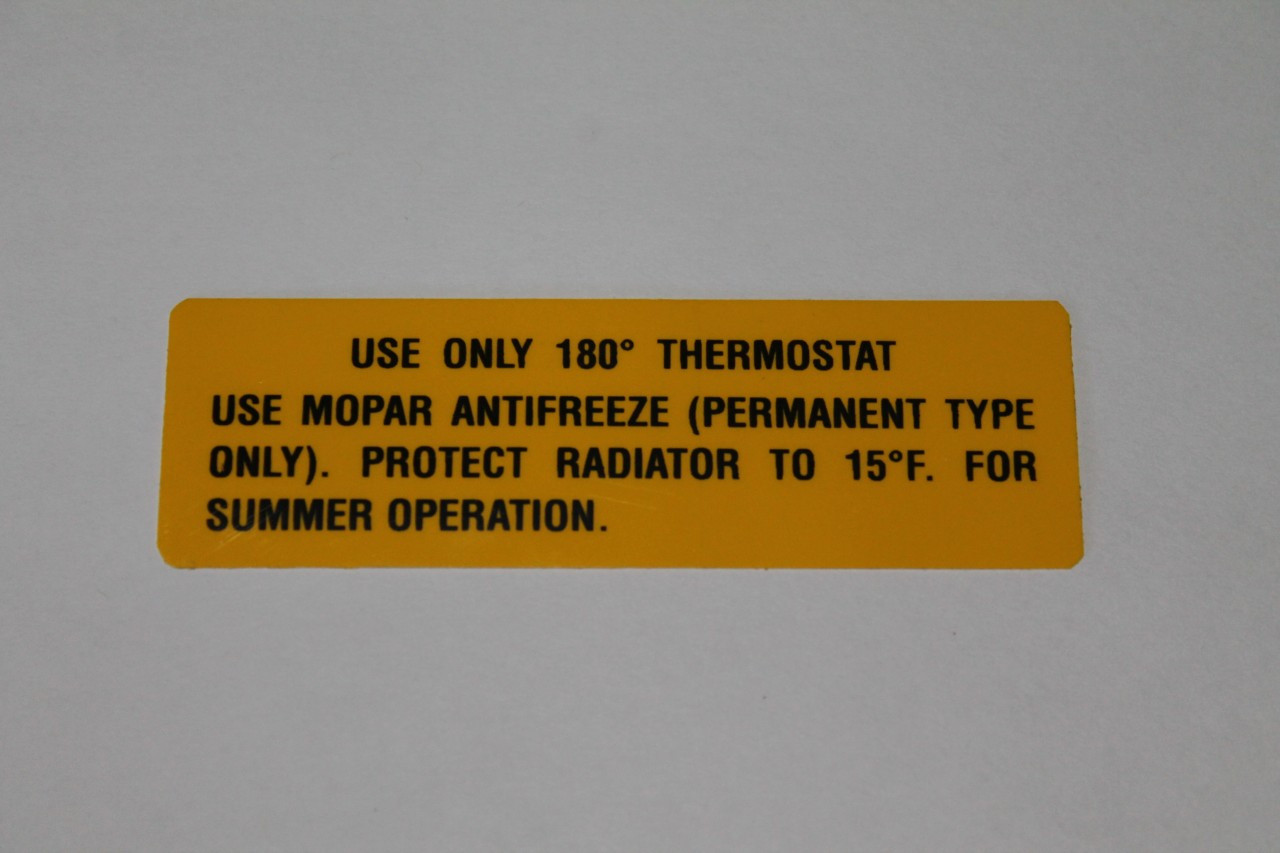 USE ONLY 180° THERMOSTAT
USE MOPAR ANTIFREEZE (PERMANENT TYPE
ONLY). PROTECT RADIATOR TO 15°F. FOR
SUMMER OPERATION.